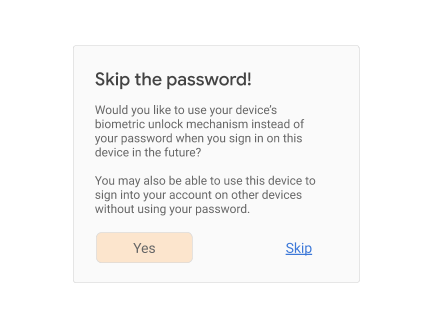 Skip the password!
Would you like to use your device's
biometric unlock mechanism instead of
your password when you sign in on this
device in the future?
You may also be able to use this device to
sign into your account on other devices
without using your password.
Yes
Skip